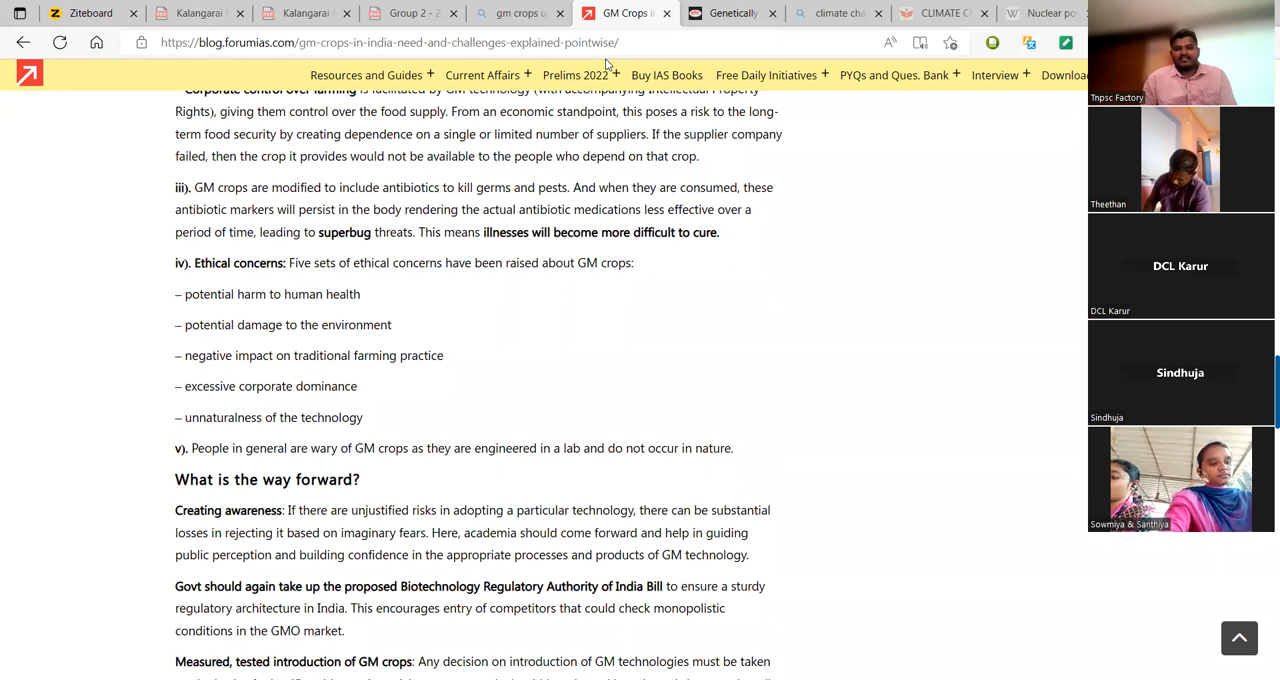 Ziteboard
Kalangarai
Kalangarai
Group 2 - 2
gm crops u
GM Crops i
Genetically
climate cha
CLIMATE C
Nuclear po
https://blog.forumias.com/gm-crops-in-india-need-and-challenges-explained-pointwise/
Resources and Guides +
Current Affairs +
Prelims 2022 +
Buy IAS Books
Free Daily Initiatives +
PYQs and Ques. Bank +
Interview +
Downloa
Corporate control over farming is facilitated by GM technology (with accompanying Intellectual Property
Rights), giving them control over the food supply. From an economic standpoint, this poses a risk to the long-
term food security by creating dependence on a single or limited number of suppliers. If the supplier company
failed, then the crop it provides would not be available to the people who depend on that crop.
iii). GM crops are modified to include antibiotics to kill germs and pests. And when they are consumed, these
antibiotic markers will persist in the body rendering the actual antibiotic medications less effective over a
period of time, leading to superbug threats. This means illnesses will become more difficult to cure.
iv). Ethical concerns: Five sets of ethical concerns have been raised about GM crops:
– potential harm to human health
– potential damage to the environment
– negative impact on traditional farming practice
– excessive corporate dominance
– unnaturalness of the technology
v). People in general are wary of GM crops as they are engineered in a lab and do not occur in nature.
What is the way forward?
Creating awareness: If there are unjustified risks in adopting a particular technology, there can be substantial
losses in rejecting it based on imaginary fears. Here, academia should come forward and help in guiding
public perception and building confidence in the appropriate processes and products of GM technology.
Govt should again take up the proposed Biotechnology Regulatory Authority of India Bill to ensure a sturdy
regulatory architecture in India. This encourages entry of competitors that could check monopolistic
conditions in the GMO market.
Measured, tested introduction of GM crops: Any decision on introduction of GM technologies must be taken
Tnpsc Factory
Theethan
DCL Karur
DCL Karur
Sindhuja
Sindhuja
Sowmiya & Santhiya